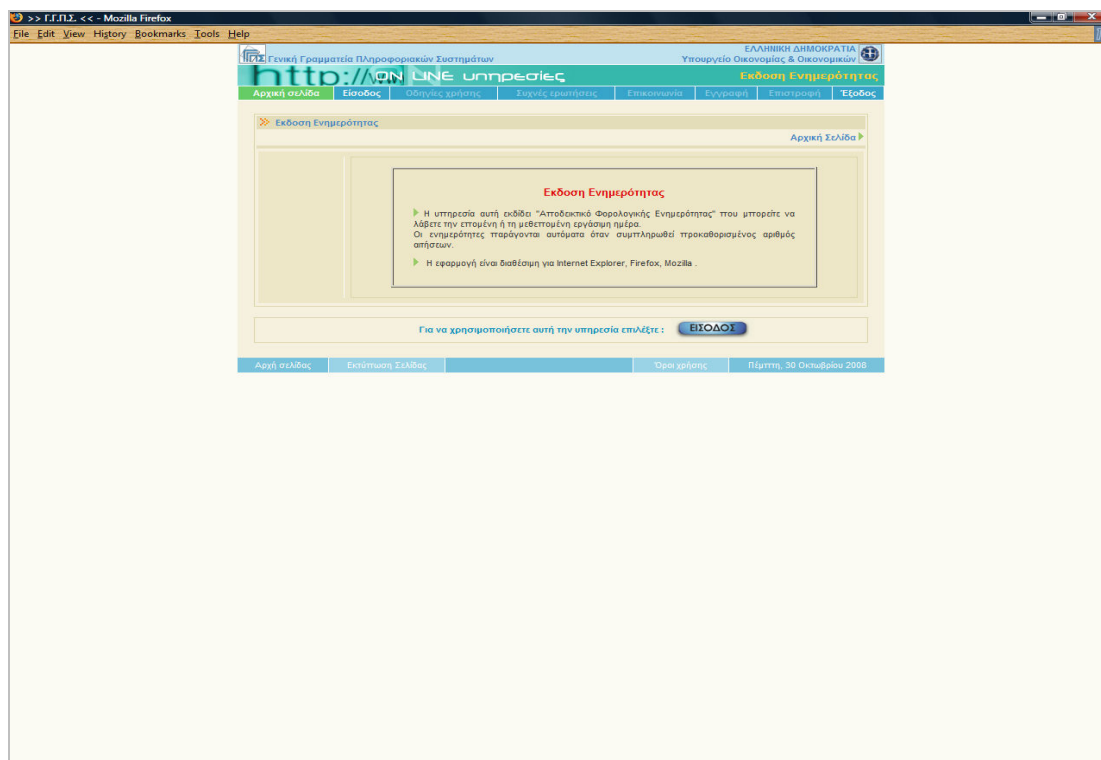 >> Γ.Γ.Π.Σ. << - Mozilla Firefox
File Edit View History Bookmarks Tools Help
ΓΓΠΣ Γενική Γραμματεία Πληροφοριακών Συστημάτων
ΕΛΛΗΝΙΚΗ ΔΗΜΟΚΡΑΤΙΑ
Υπουργείο Οικονομίας & Οικονομικών
http://www ON LINE υπηρεσίες
Εκδοση Ενημερότητας
Αρχική σελίδα Είσοδος Οδηγίες χρήσης Συχνές ερωτήσεις Επικοινωνία Εγγραφή Επιστροφή Έξοδος
Εκδοση Ενημερότητας
Αρχική Σελίδα
Εκδοση Ενημερότητας
Η υπηρεσία αυτή εκδίδει "Αποδεικτικό Φορολογικής Ενημερότητας" που μπορείτε να
λάβετε την επομένη ή τη μεθεπομένη εργάσιμη ημέρα.
Οι ενημερότητες παράγονται αυτόματα όταν συμπληρωθεί προκαθορισμένος αριθμός
αιτήσεων.
Η εφαρμογή είναι διαθέσιμη για Internet Explorer, Firefox, Mozilla .
Για να χρησιμοποιήσετε αυτή την υπηρεσία επιλέξτε : ΕΙΣΟΔΟΣ
Αρχή σελίδας Εκτύπωση Σελίδας Όροι χρήσης Πέμπτη, 30 Οκτωβρίου 2008